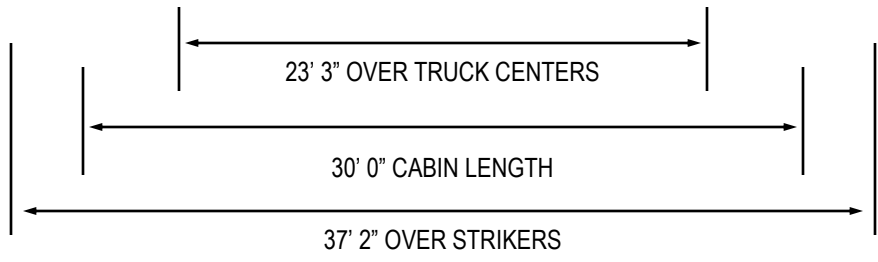 23’ 3” OVER TRUCK CENTERS
30’ 0” CABIN LENGTH
37’ 2” OVER STRIKERS